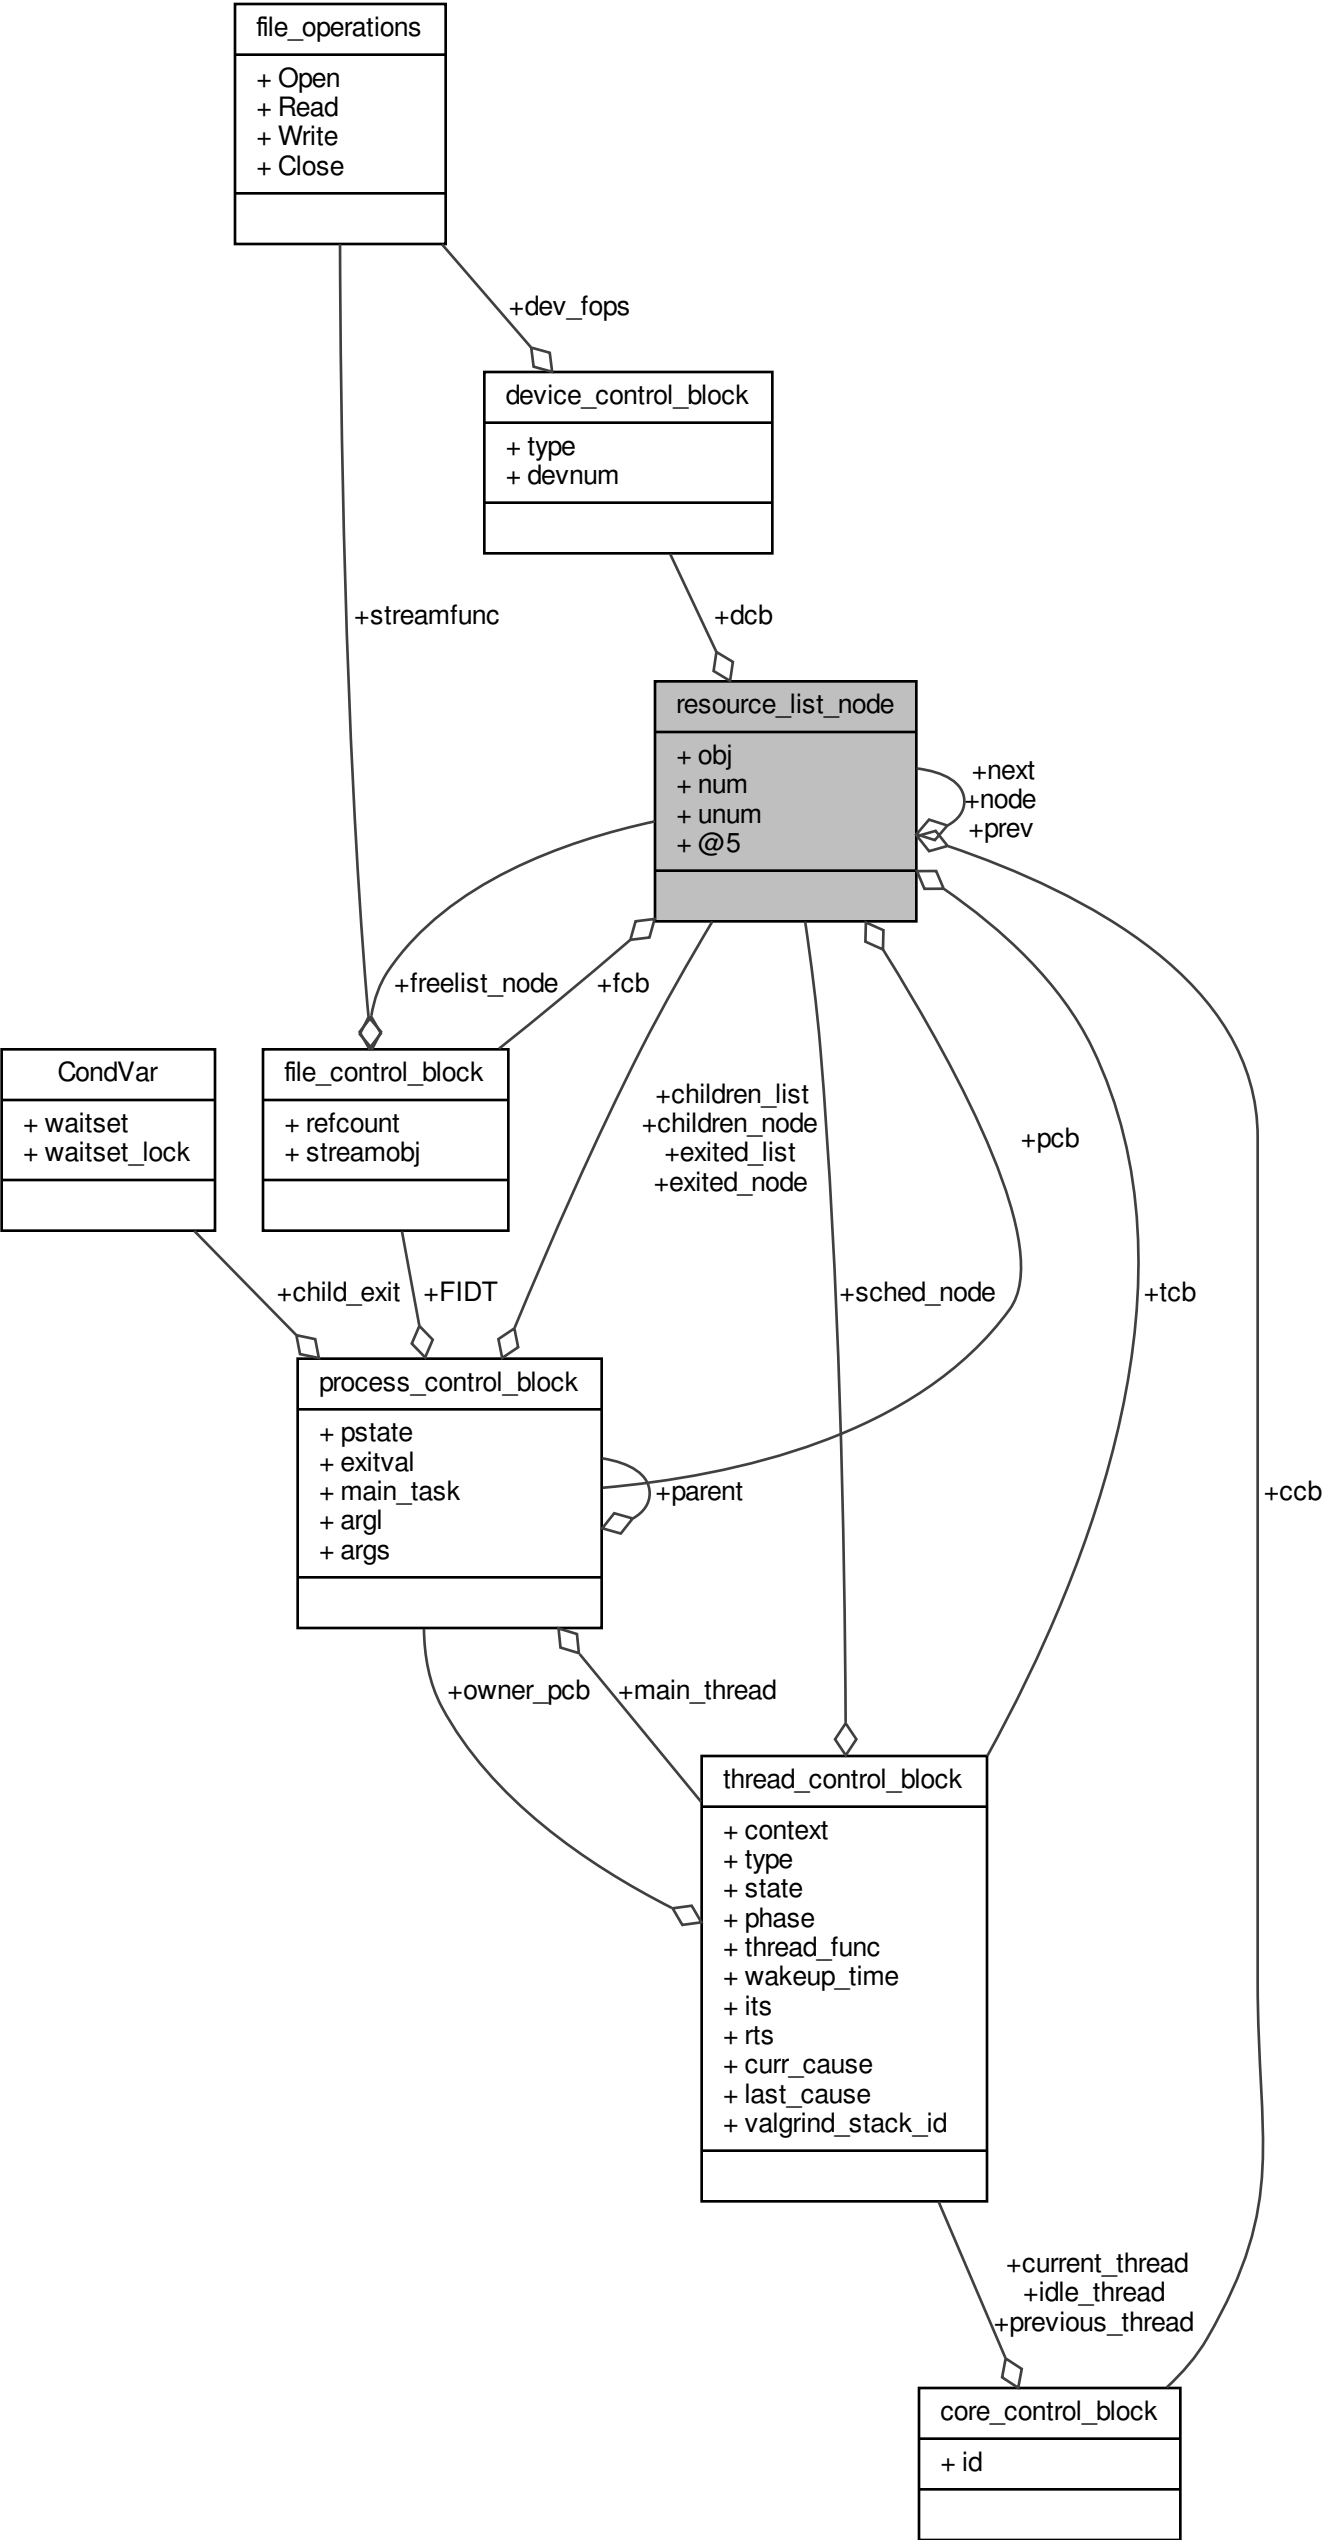 file_operations
+ Open
+ Read
+ Write
+ Close
+dev_fops
device_control_block
+ type
+ devnum
+streamfunc
+dcb
resource_list_node
+ obj
+ num
+ unum
+ @5
+next
+node
+prev
+freelist_node
+fcb
CondVar
+ waitset
+ waitset_lock
file_control_block
+ refcount
+ streamobj
+children_list
+children_node
+exited_list
+exited_node
+pcb
+child_exit
+FIDT
+sched_node
+tcb
process_control_block
+ pstate
+ exitval
+ main_task
+ argl
+ args
+parent
+ccb
+owner_pcb
+main_thread
thread_control_block
+ context
+ type
+ state
+ phase
+ thread_func
+ wakeup_time
+ its
+ rts
+ curr_cause
+ last_cause
+ valgrind_stack_id
+current_thread
+idle_thread
+previous_thread
core_control_block
+ id